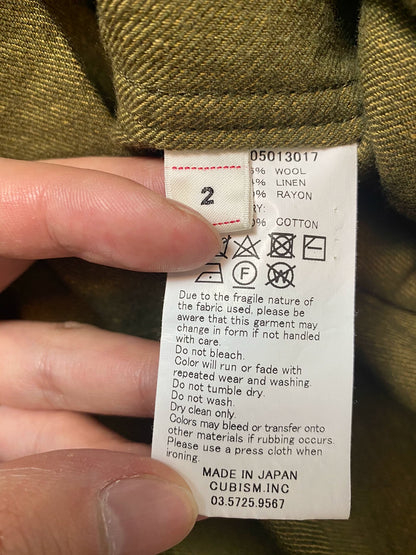 05013017
2
% WOOL
% LINEN
% RAYON
RY:
0% COTTON
F
W
Due to the fragile nature of
the fabric used, please be
aware that this garment may
change in form if not handled
with care.
Do not bleach.
Color will run or fade with
repeated wear and washing.
Do not tumble dry.
Do not wash.
Dry clean only.
Colors may bleed or transfer onto
other materials if rubbing occurs.
Please use a press cloth when
ironing.
MADE IN JAPAN
CUBISM.INC
03.5725.9567